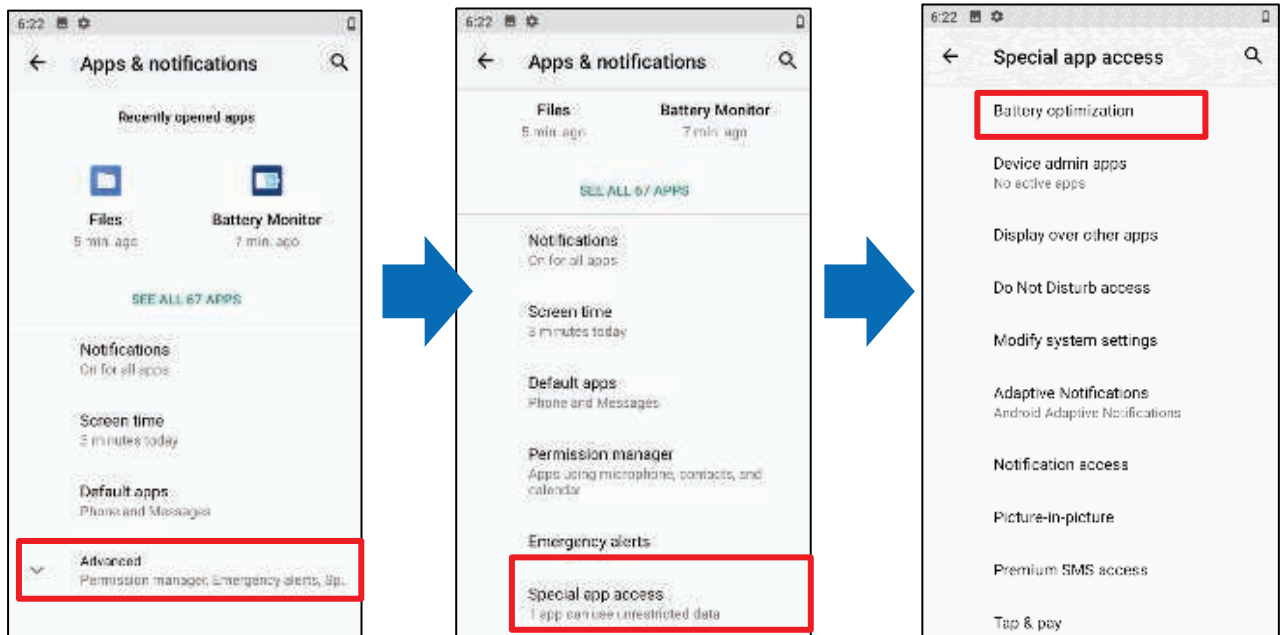 6:22
Apps & notifications
Recently opened apps
Files
5 min. ago
Battery Monitor
7 min. ago
SEE ALL 67 APPS
Notifications
On for all apps
Screen time
3 minutes today
Default apps
Phone and Messages
Advanced
Permission manager, Emergency alerts, Sp..
6:22
Apps & notifications
Files
5 min. ago
Battery Monitor
7 min. ago
SEE ALL 67 APPS
Notifications
On for all apps
Screen time
3 minutes today
Default apps
Phone and Messages
Permission manager
Apps using microphone, contacts, and
calendar
Emergency alerts
Special app access
1 app can use unrestricted data
6:22
Special app access
Battery optimization
Device admin apps
No active apps
Display over other apps
Do Not Disturb access
Modify system settings
Adaptive Notifications
Android Adaptive Notifications
Notification access
Picture-in-picture
Premium SMS access
Tap & pay